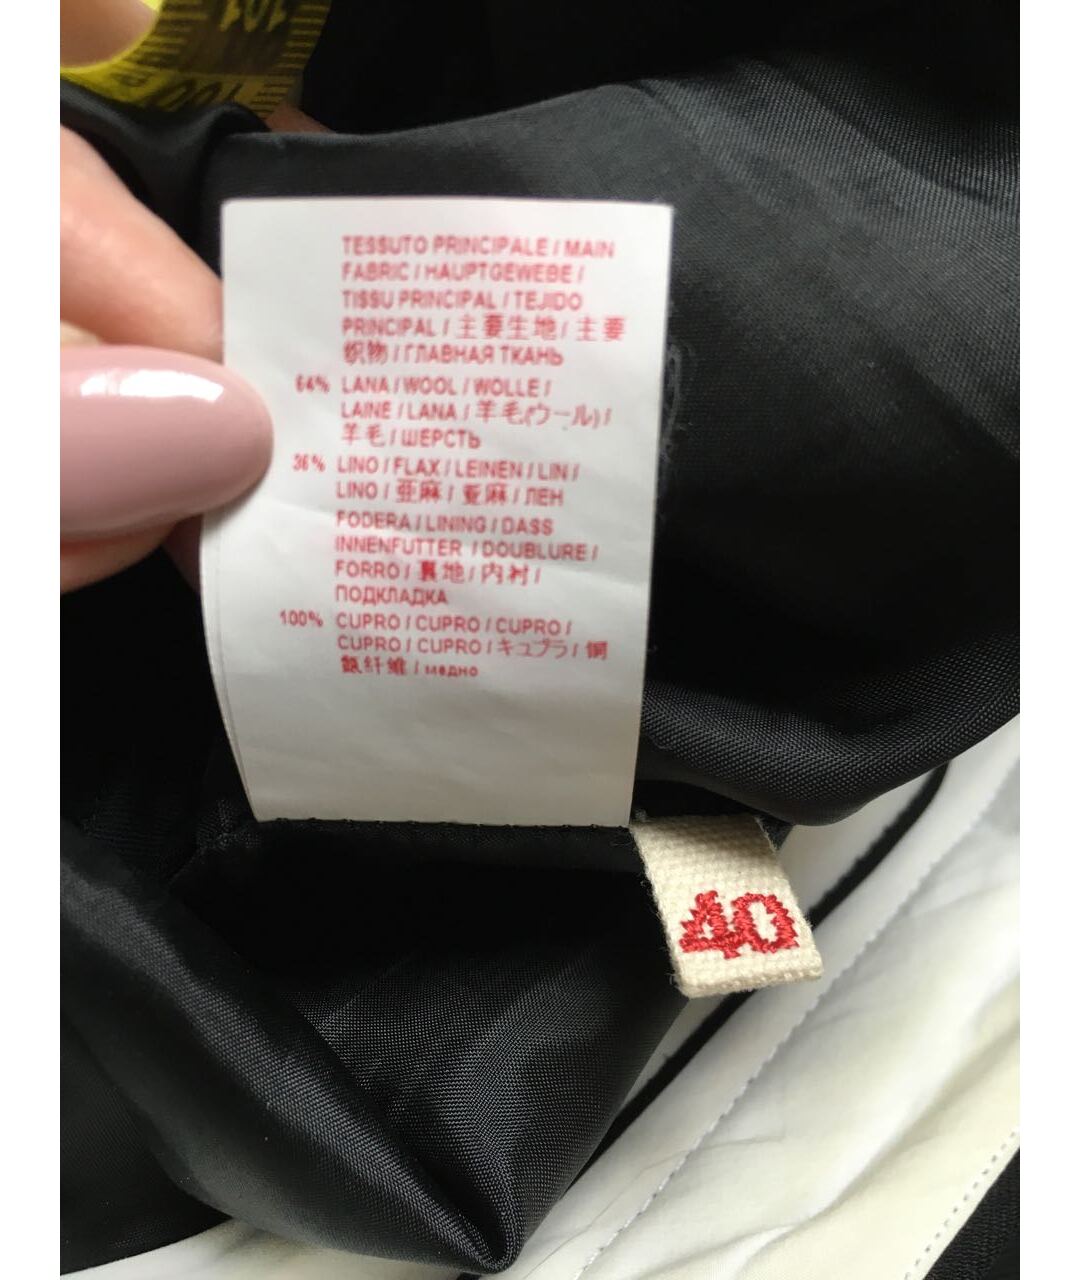 101
100
TESSUTO PRINCIPALE / MAIN
FABRIC / HAUPTGEWEBE /
TISSU PRINCIPAL / TEJIDO
PRINCIPAL / 主要生地 / 主要
织物 / ГЛАВНАЯ ТКАНЬ
64% LANA / WOOL / WOLLE /
LAINE / LANA / 羊毛(ウール) /
羊毛 / ШЕРСТЬ
36% LINO / FLAX / LEINEN / LIN /
LINO / 亜麻 / 亚麻 / ЛЕН
FODERA / LINING / DASS
INNENFUTTER / DOUBLURE /
FORRO / 裏地 / 内衬 /
ПОДКЛАДКА
100% CUPRO / CUPRO / CUPRO /
CUPRO / CUPRO / キュプラ / 铜
氨纤维 / МЕДНО
40